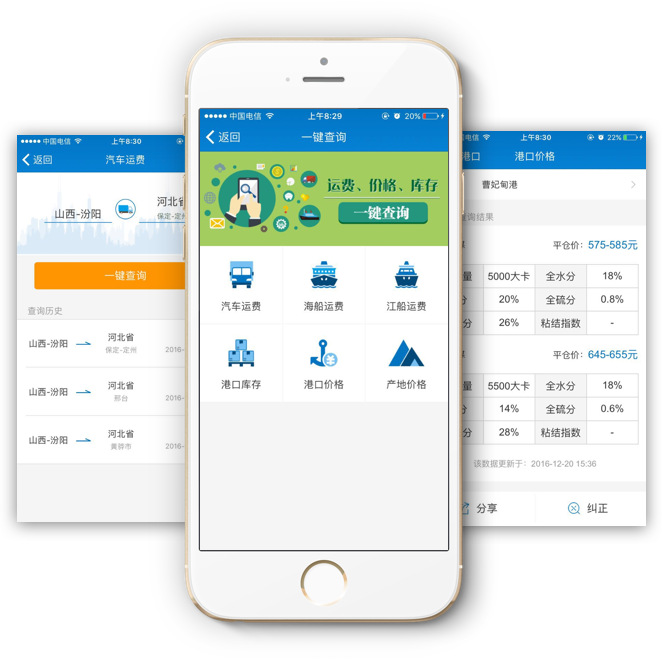 中国电信 上午8:30
返回 汽车运费
山西-汾阳
河北省
保定-定州
一键查询
查询历史
山西-汾阳 河北省
保定-定州 2016-
山西-汾阳 河北省
邢台 2016-
山西-汾阳 河北省
黄骅市 2016-
中国电信 上午8:29 20%
返回 一键查询
运费、价格、库存
一键查询
汽车运费 海船运费 江船运费
港口库存 港口价格 产地价格
电信 上午8:30 22%
港口 港口价格
曹妃甸港
查询结果
平仓价: 575-585元
量 5000大卡 全水分 18%
分 20% 全硫分 0.8%
分 26% 粘结指数 -
平仓价: 645-655元
量 5500大卡 全水分 18%
分 14% 全硫分 0.6%
分 28% 粘结指数 -
该数据更新于: 2016-12-20 15:36
分享 纠正